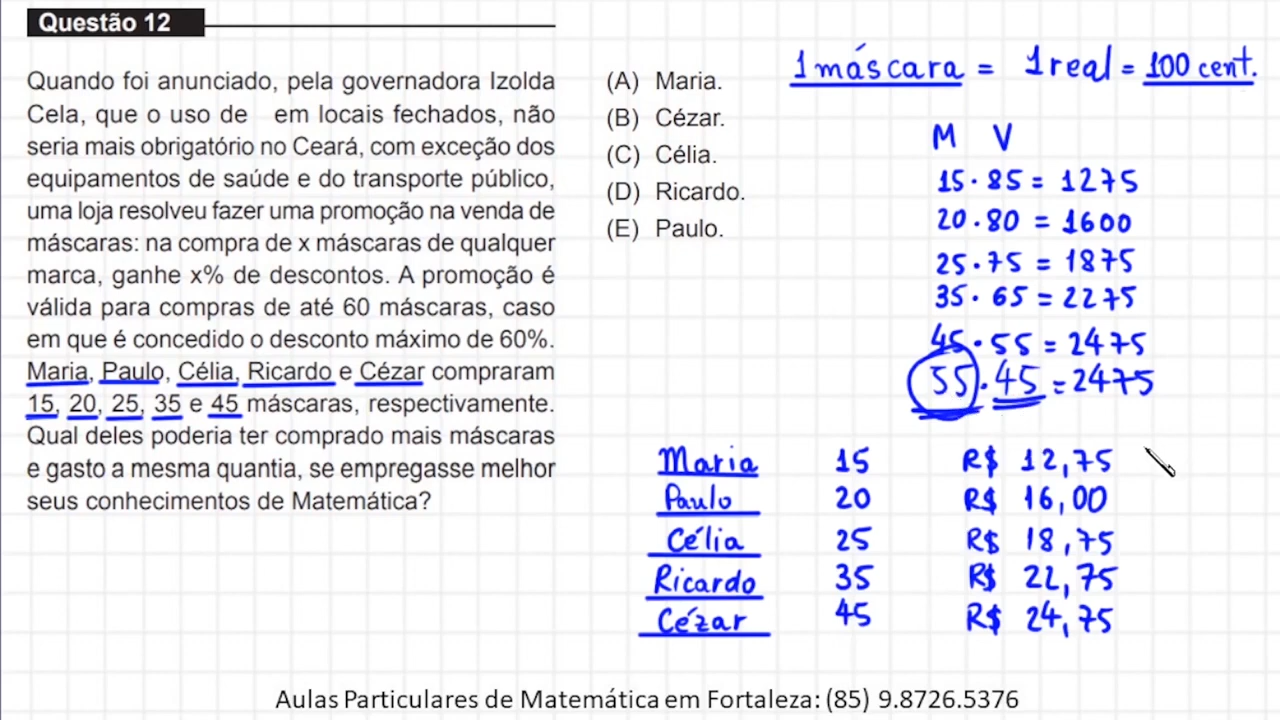 Questão 12
Quando foi anunciado, pela governadora Izolda
Cela, que o uso de em locais fechados, não
seria mais obrigatório no Ceará, com exceção dos
equipamentos de saúde e do transporte público,
uma loja resolveu fazer uma promoção na venda de
máscaras: na compra de x máscaras de qualquer
marca, ganhe x% de descontos. A promoção é
válida para compras de até 60 máscaras, caso
em que é concedido o desconto máximo de 60%.
Maria, Paulo, Célia, Ricardo e Cézar compraram
15, 20, 25, 35 e 45 máscaras, respectivamente.
Qual deles poderia ter comprado mais máscaras
e gasto a mesma quantia, se empregasse melhor
seus conhecimentos de Matemática?
(A) Maria.
(B) Cézar.
(C) Célia.
(D) Ricardo.
(E) Paulo.
1 máscara = 1 real = 100 cent.
M V
15 · 85 = 1275
20 · 80 = 1600
25 · 75 = 1875
35 · 65 = 2275
45 · 55 = 2475
55 · 45 = 2475
Maria 15 R$ 12,75
Paulo 20 R$ 16,00
Célia 25 R$ 18,75
Ricardo 35 R$ 22,75
Cézar 45 R$ 24,75
Aulas Particulares de Matemática em Fortaleza: (85) 9.8726.5376